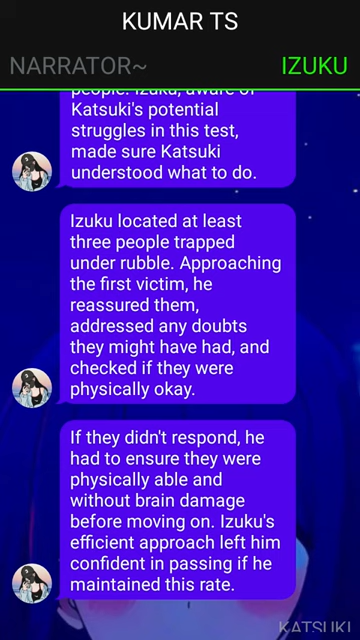 KUMAR TS
NARRATOR~ IZUKU
people. Izuku, aware of
Katsuki's potential
struggles in this test,
made sure Katsuki
understood what to do.
Izuku located at least
three people trapped
under rubble. Approaching
the first victim, he
reassured them,
addressed any doubts
they might have had, and
checked if they were
physically okay.
If they didn't respond, he
had to ensure they were
physically able and
without brain damage
before moving on. Izuku's
efficient approach left him
confident in passing if he
maintained this rate.
KATSUKI